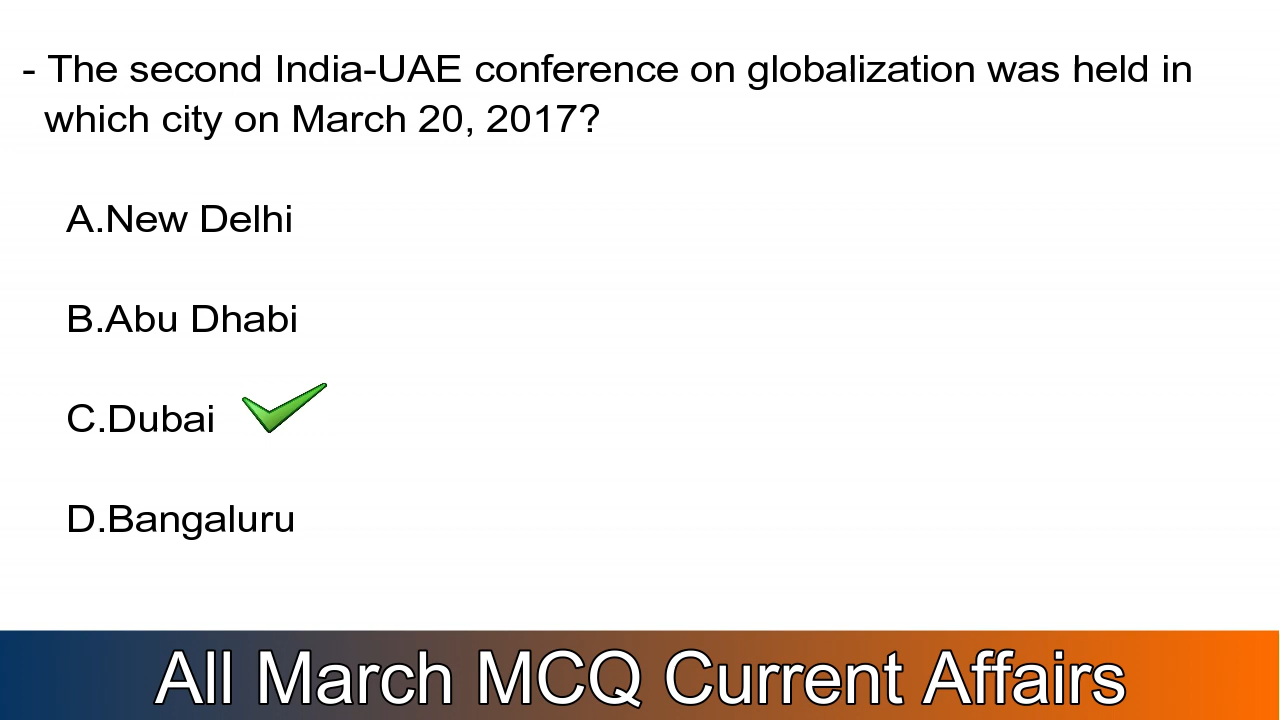 - The second India-UAE conference on globalization was held in
which city on March 20, 2017?
A.New Delhi
B.Abu Dhabi
C.Dubai
D.Bangaluru
All March MCQ Current Affairs